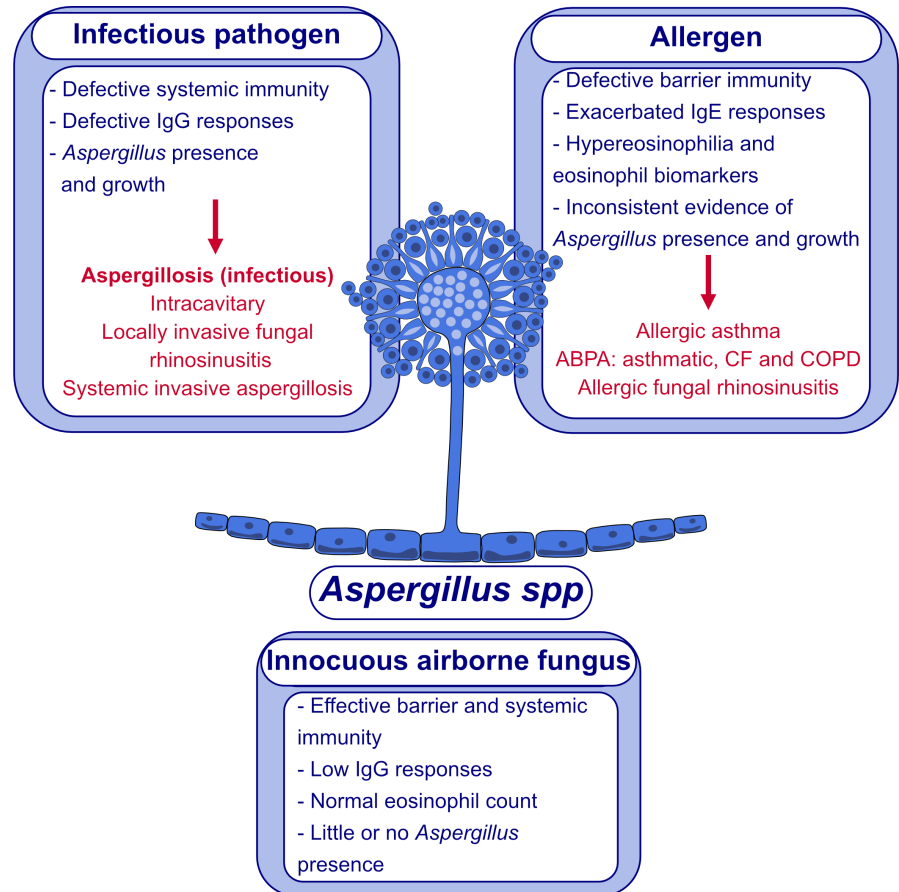 Infectious pathogen
- Defective systemic immunity
- Defective IgG responses
- Aspergillus presence
and growth
Aspergillosis (infectious)
Intracavitary
Locally invasive fungal
rhinosinusitis
Systemic invasive aspergillosis
Allergen
- Defective barrier immunity
- Exacerbated IgE responses
- Hypereosinophilia and
eosinophil biomarkers
- Inconsistent evidence of
Aspergillus presence and growth
Allergic asthma
ABPA: asthmatic, CF and COPD
Allergic fungal rhinosinusitis
Aspergillus spp
Innocuous airborne fungus
- Effective barrier and systemic
immunity
- Low IgG responses
- Normal eosinophil count
- Little or no Aspergillus
presence